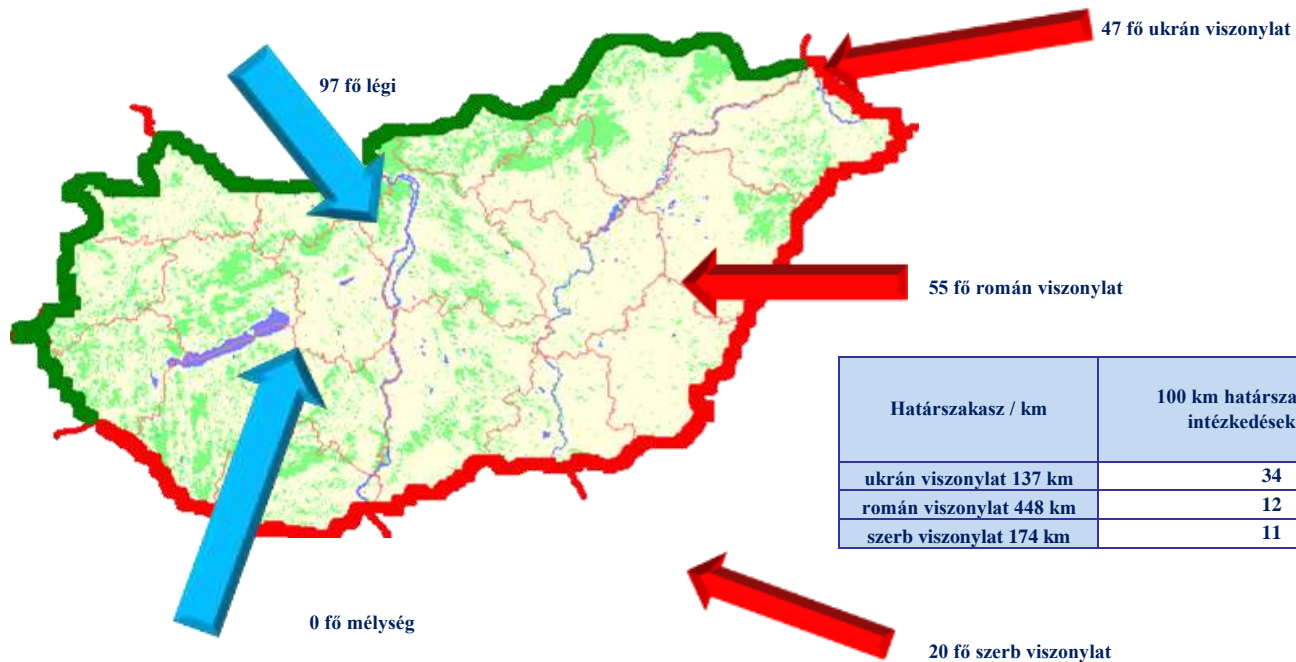 47 fő ukrán viszonylat
97 fő légi
55 fő román viszonylat
Határszakasz / km
100 km határsza
intézkedések
ukrán viszonylat 137 km 34
román viszonylat 448 km 12
szerb viszonylat 174 km 11
0 fő mélység
20 fő szerb viszonylat